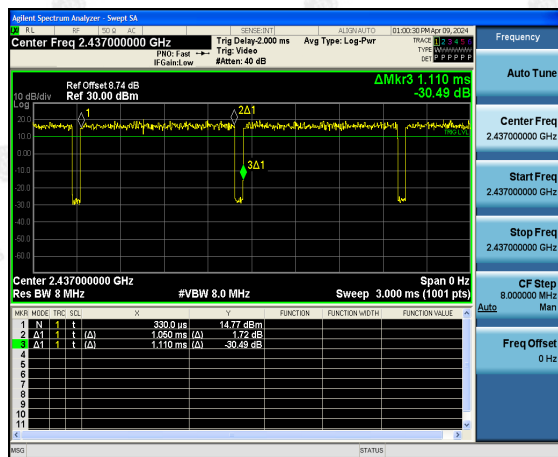 Agilent Spectrum Analyzer - Swept SA
RL RF 50 Ω AC SENSE:INT ALIGNAUTO 01:00:30 PM Apr 09, 2024
Center Freq 2.437000000 GHz
PNO: Fast
IFGain:Low
Trig Delay-2.000 ms
Trig: Video
#Atten: 40 dB
Avg Type: Log-Pwr
TRACE 1 2 3 4 5 6
TYPE
DET P P P P P P
Ref Offset 8.74 dB
Ref 30.00 dBm
10 dB/div
Log
ΔMkr3 1.110 ms
-30.49 dB
20.0
10.0
0.00
-10.0
-20.0
-30.0
-40.0
-50.0
-60.0
1
2Δ1
3Δ1
TRIG LVL
Center 2.437000000 GHz Span 0 Hz
Res BW 8 MHz #VBW 8.0 MHz Sweep 3.000 ms (1001 pts)
MKR MODE TRC SCL X Y FUNCTION FUNCTION WIDTH FUNCTION VALUE
1 N 1 t 330.0 µs 14.77 dBm
2 Δ1 1 t (Δ) 1.050 ms (Δ) 1.72 dB
3 Δ1 1 t (Δ) 1.110 ms (Δ) -30.49 dB
4
5
6
7
8
9
10
11
MSG STATUS
Frequency
Auto Tune
Center Freq
2.437000000 GHz
Start Freq
2.437000000 GHz
Stop Freq
2.437000000 GHz
CF Step
8.000000 MHz
Auto Man
Freq Offset
0 Hz